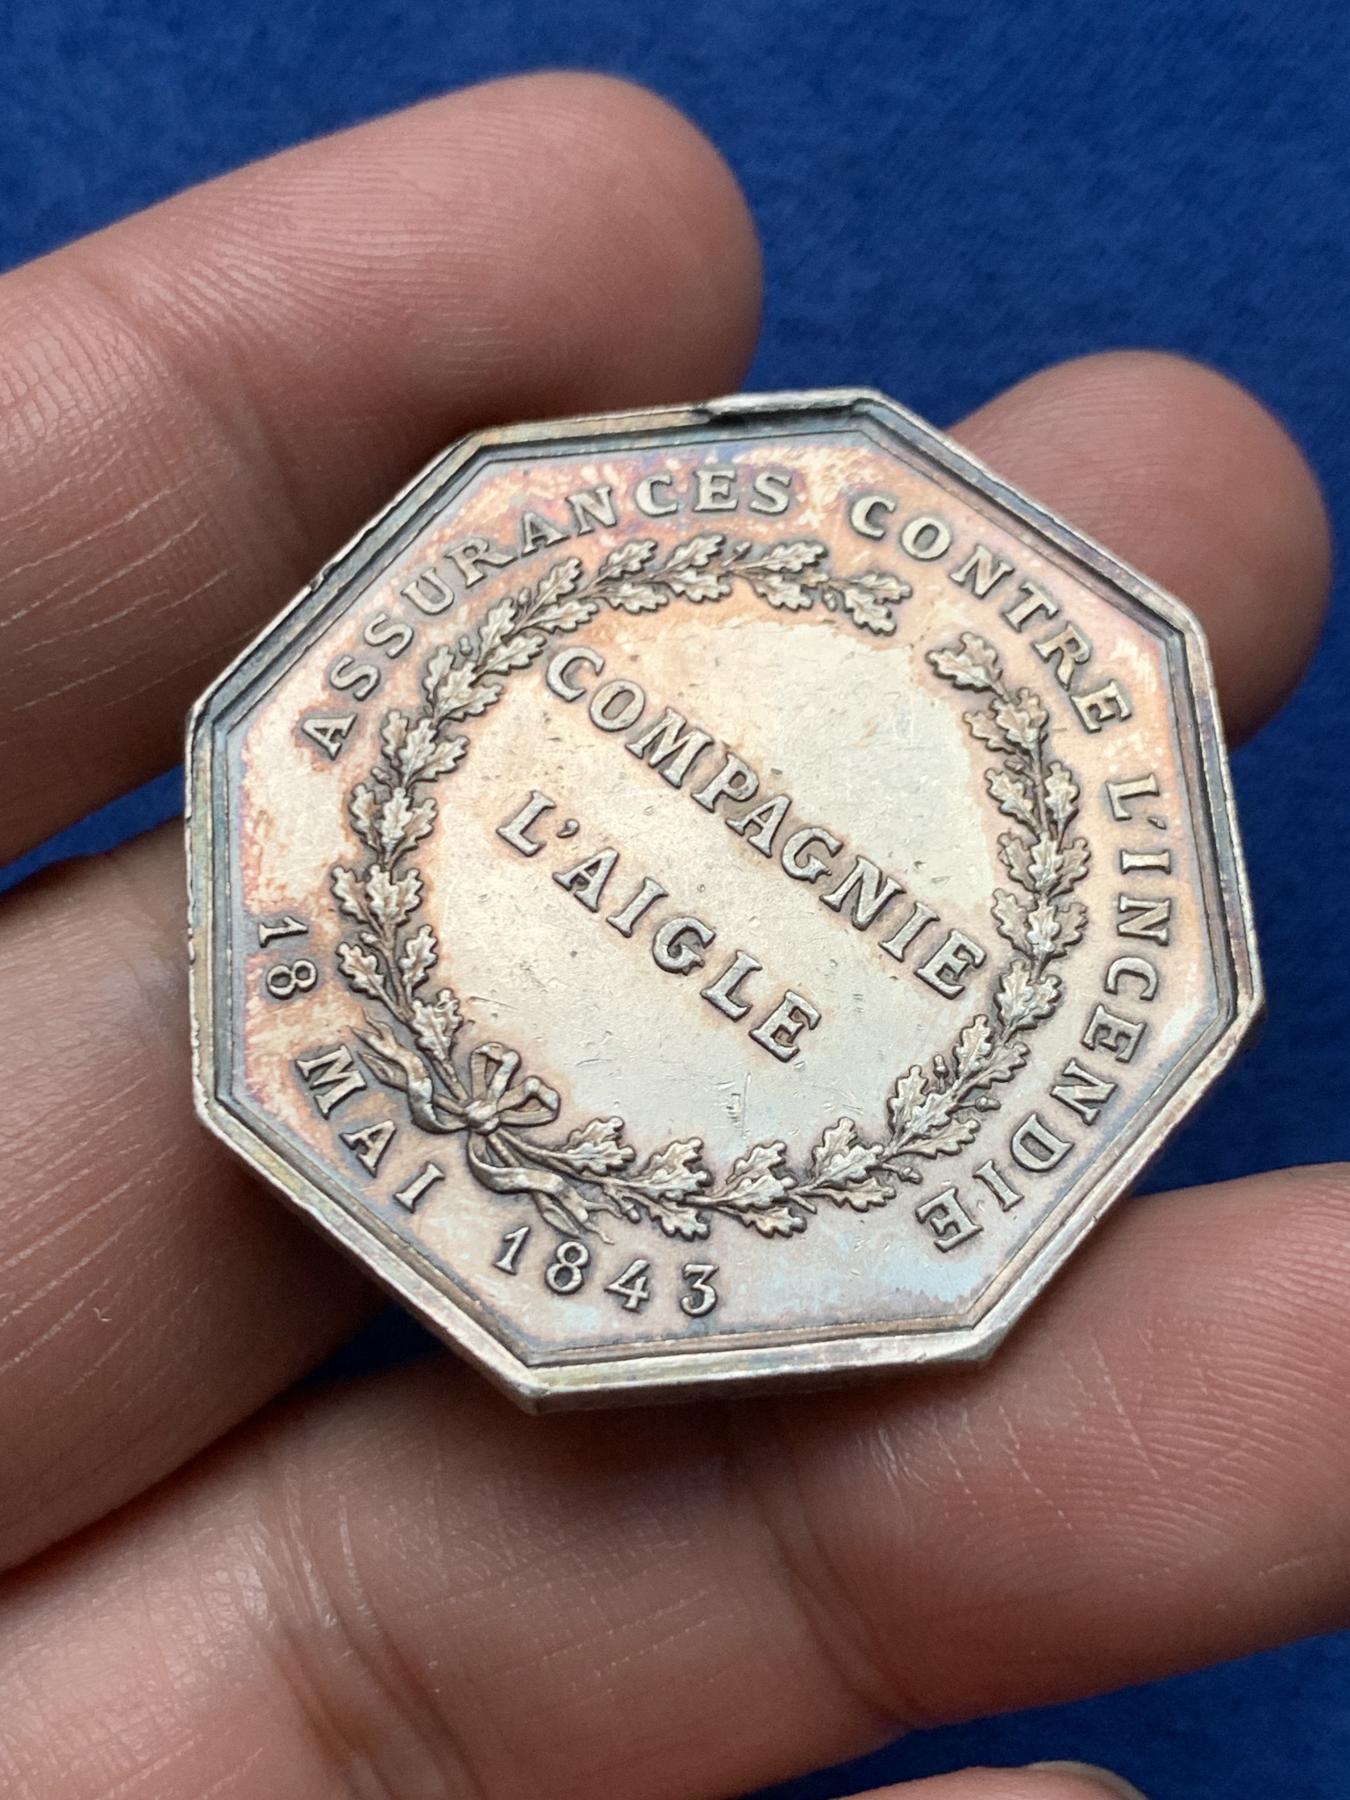 ASSURANCES CONTRE L'INCENDIE
COMPAGNIE
L'AIGLE
18 MAI 1843